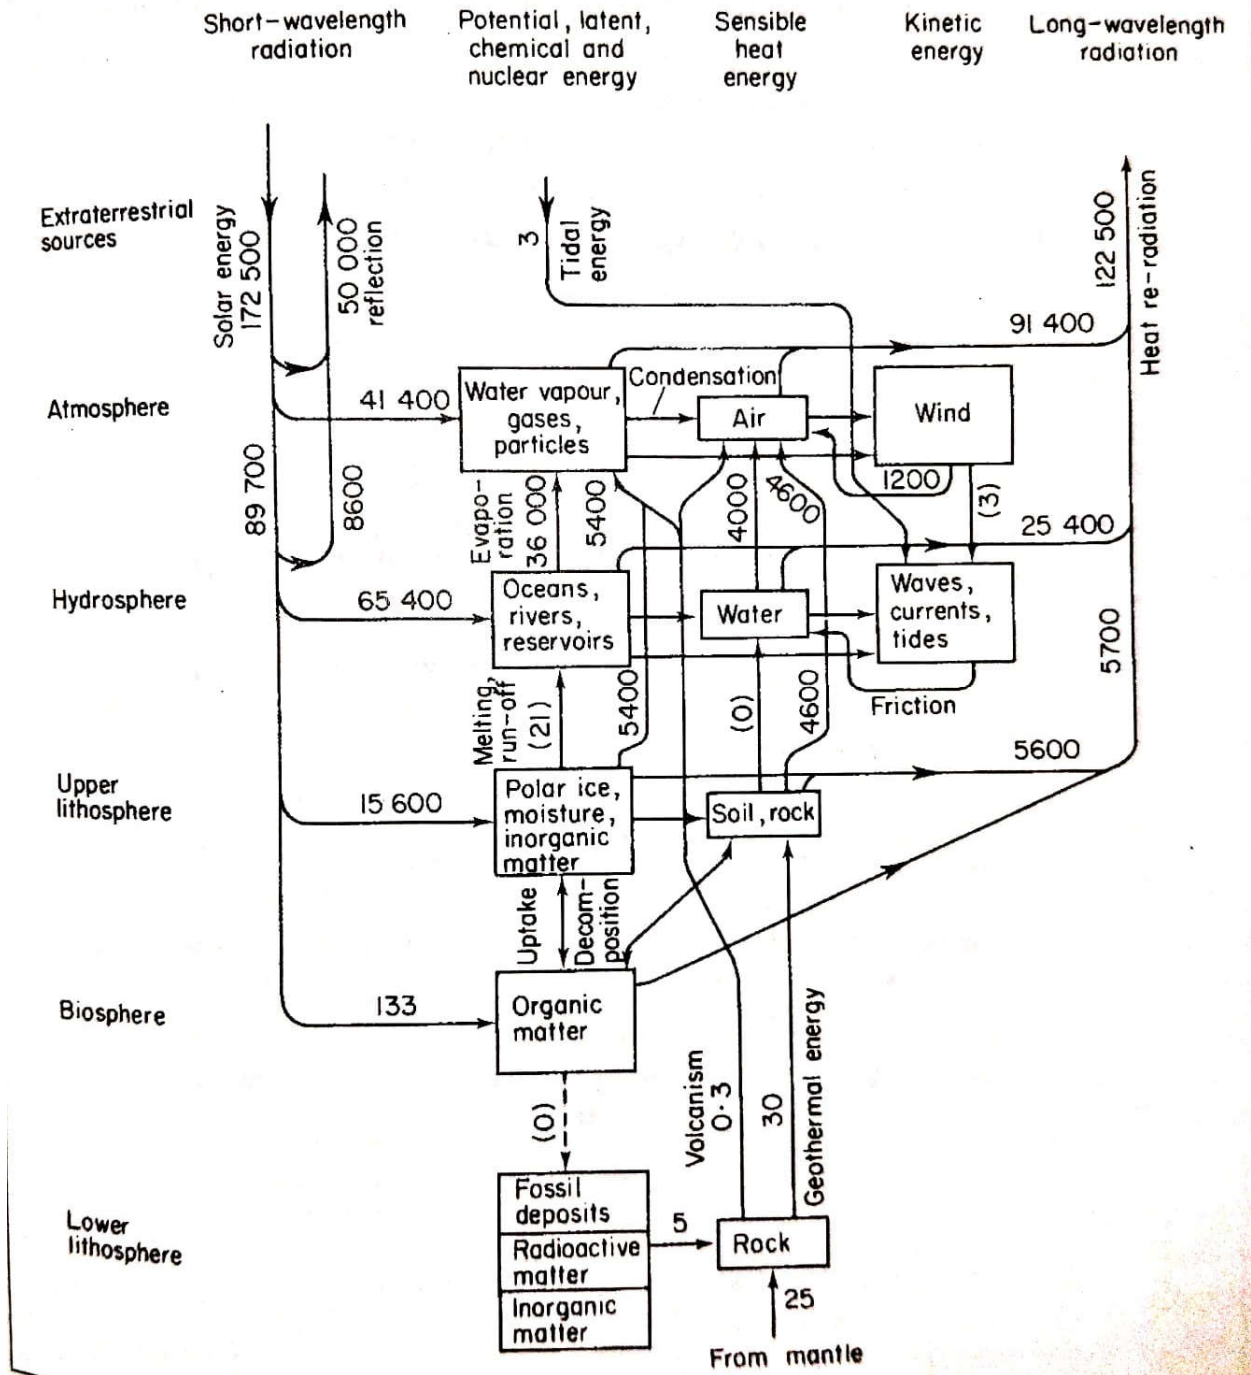 Short-wavelength
radiation
Potential, latent,
chemical and
nuclear energy
Sensible
heat
energy
Kinetic
energy
Long-wavelength
radiation
Extraterrestrial
sources
Solar energy
172 500
50 000
reflection
3
Tidal
energy
122 500
Heat re-radiation
91 400
Atmosphere
41 400
Water vapour,
gases,
particles
Condensation
Air
Wind
1200
(3)
89 700
8600
Evapo-
ration
36 000
5400
4000
4600
25 400
Hydrosphere
65 400
Oceans,
rivers,
reservoirs
Water
Waves,
currents,
tides
Friction
5700
Melting,
run-off
(21)
5400
(0)
4600
5600
Upper
lithosphere
15 600
Polar ice,
moisture,
inorganic
matter
Soil, rock
Uptake
Decom-
position
Biosphere
133
Organic
matter
(0)
Volcanism
0·3
30
Geothermal energy
Lower
lithosphere
Fossil
deposits
Radioactive
matter
Inorganic
matter
5
Rock
25
From mantle